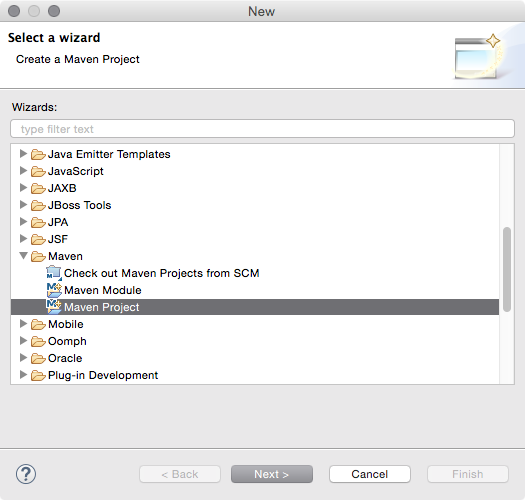 New
Select a wizard
Create a Maven Project
Wizards:
type filter text
Java Emitter Templates
JavaScript
JAXB
JBoss Tools
JPA
JSF
Maven
Check out Maven Projects from SCM
Maven Module
Maven Project
Mobile
Oomph
Oracle
Plug-in Development
? < Back Next > Cancel Finish